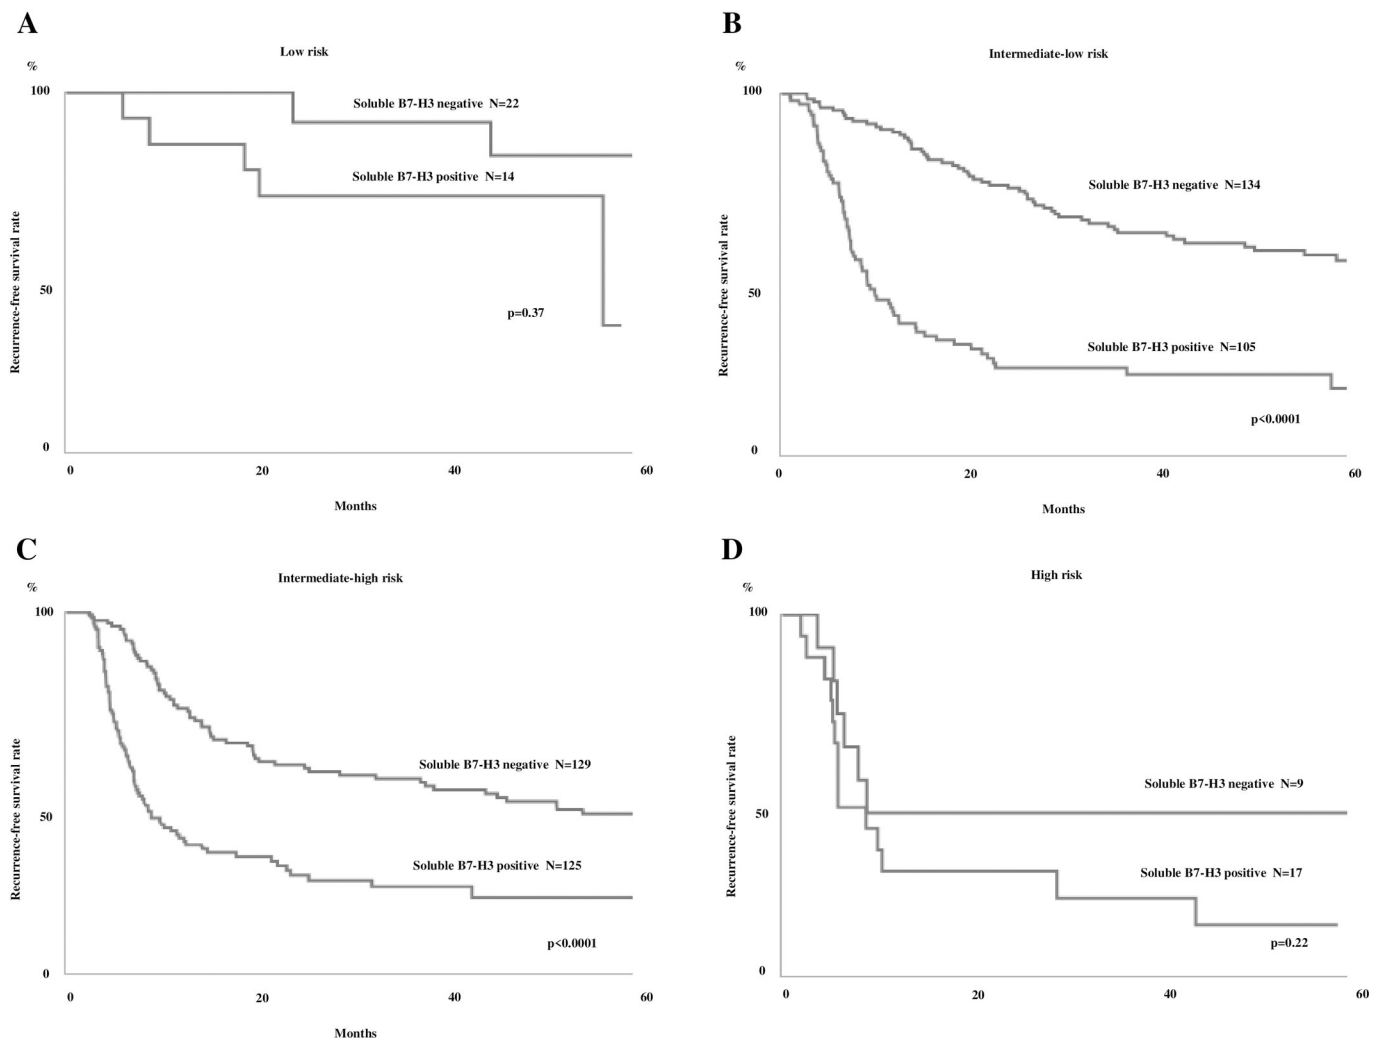 A
Low risk
%
100
Soluble B7-H3 negative N=22
Soluble B7-H3 positive N=14
Recurrence-free survival rate
50
p=0.37
0
0 20 40 60
Months
B
Intermediate-low risk
%
100
Soluble B7-H3 negative N=134
Recurrence-free survival rate
50
Soluble B7-H3 positive N=105
p<0.0001
0
0 20 40 60
Months
C
Intermediate-high risk
%
100
Soluble B7-H3 negative N=129
Recurrence-free survival rate
50
Soluble B7-H3 positive N=125
p<0.0001
0
0 20 40 60
Months
D
High risk
%
100
Soluble B7-H3 negative N=9
50
Recurrence-free survival rate
Soluble B7-H3 positive N=17
p=0.22
0
0 20 40 60